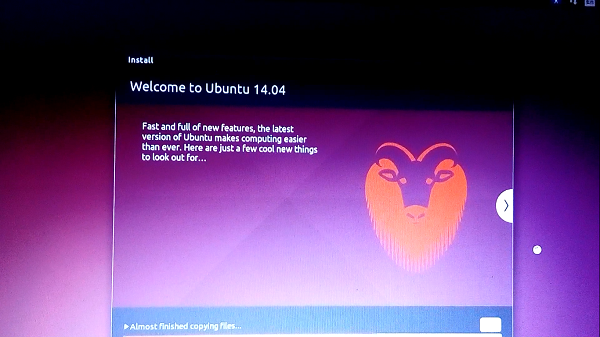 Install
Welcome to Ubuntu 14.04
Fast and full of new features, the latest
version of Ubuntu makes computing easier
than ever. Here are just a few cool new things
to look out for...
Almost finished copying files...